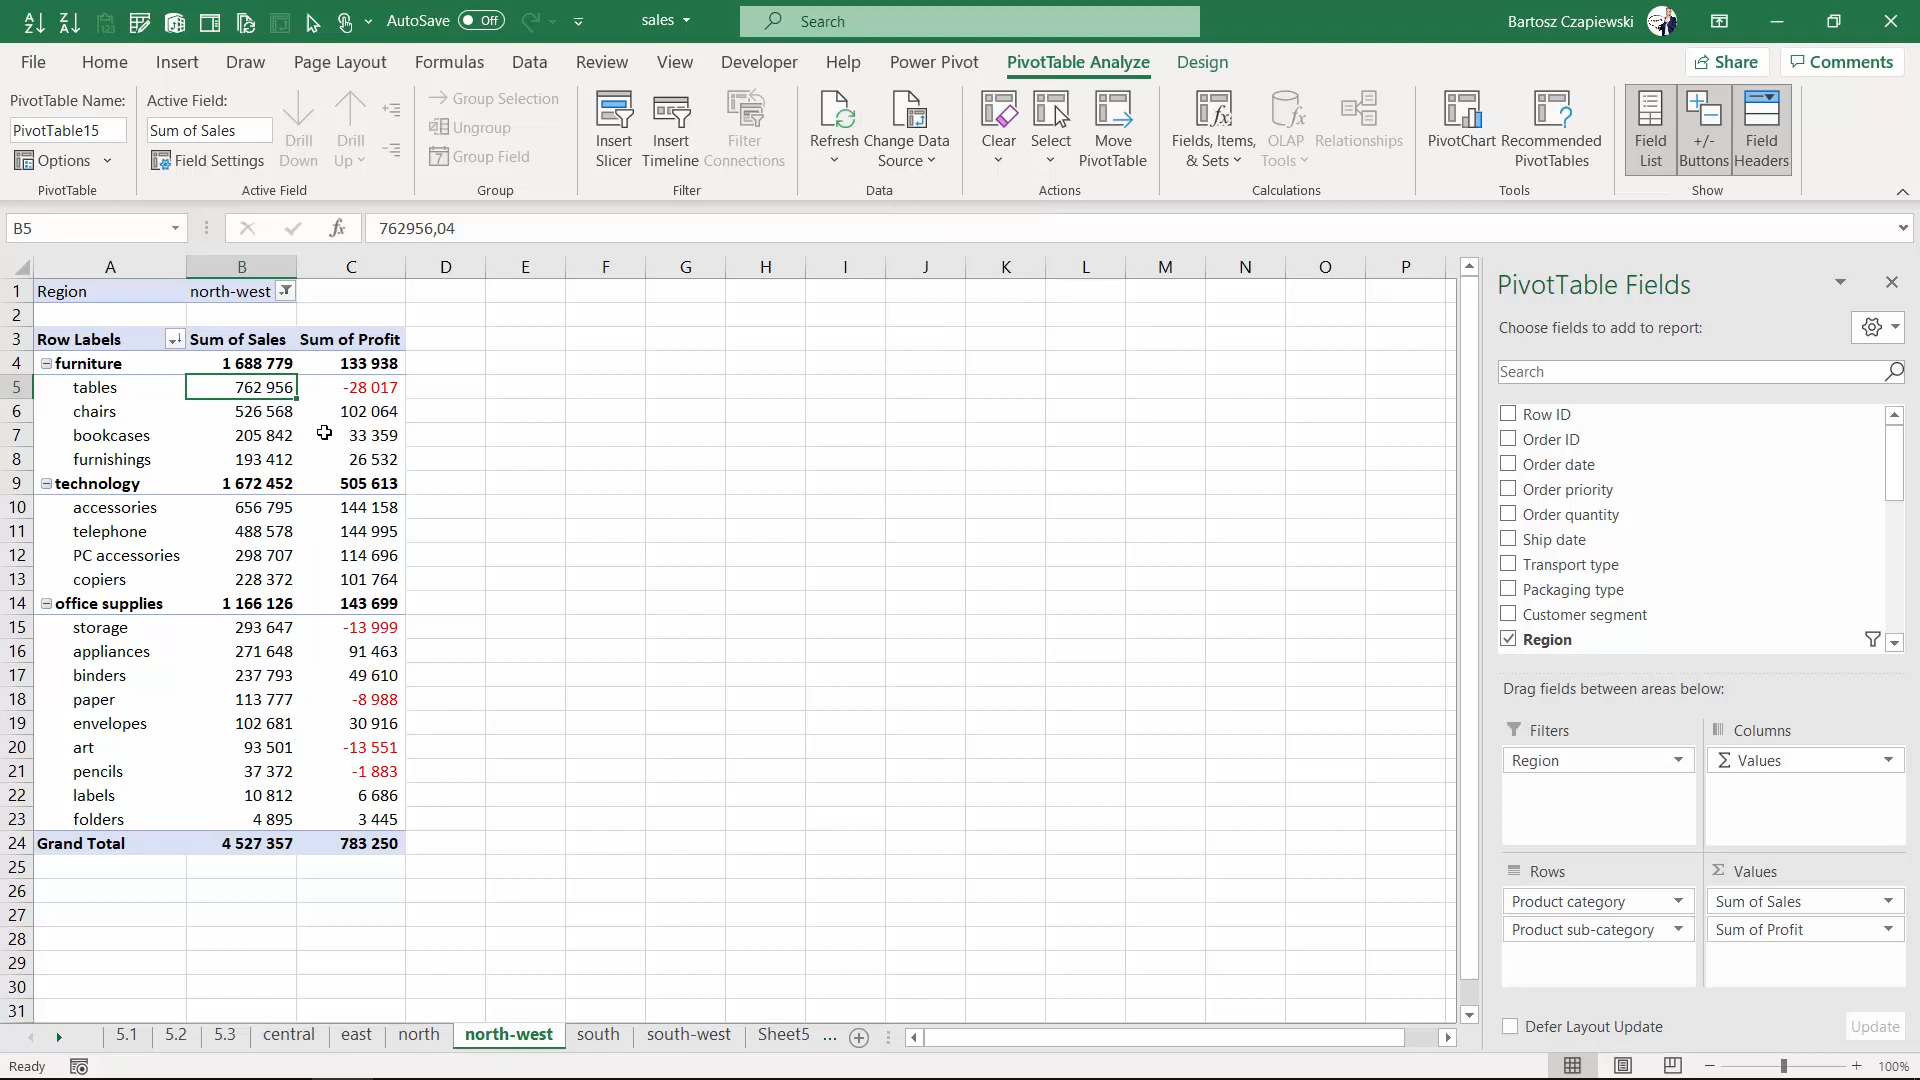 AutoSave Off sales Search Bartosz Czapiewski
File Home Insert Draw Page Layout Formulas Data Review View Developer Help Power Pivot PivotTable Analyze Design Share Comments
PivotTable Name:
PivotTable15
Options
PivotTable
Active Field:
Sum of Sales
Field Settings
Drill Down
Drill Up
Active Field
Group Selection
Ungroup
Group Field
Group
Insert Slicer
Insert Timeline
Filter Connections
Filter
Refresh
Change Data Source
Data
Clear
Select
Move PivotTable
Actions
Fields, Items, & Sets
OLAP Tools
Relationships
Calculations
PivotChart
Recommended PivotTables
Tools
Field List
+/- Buttons
Field Headers
Show
B5 fx 762956,04
A B C D E F G H I J K L M N O P
1 Region north-west
2
3 Row Labels Sum of Sales Sum of Profit
4 furniture 1 688 779 133 938
5 tables 762 956 -28 017
6 chairs 526 568 102 064
7 bookcases 205 842 33 359
8 furnishings 193 412 26 532
9 technology 1 672 452 505 613
10 accessories 656 795 144 158
11 telephone 488 578 144 995
12 PC accessories 298 707 114 696
13 copiers 228 372 101 764
14 office supplies 1 166 126 143 699
15 storage 293 647 -13 999
16 appliances 271 648 91 463
17 binders 237 793 49 610
18 paper 113 777 -8 988
19 envelopes 102 681 30 916
20 art 93 501 -13 551
21 pencils 37 372 -1 883
22 labels 10 812 6 686
23 folders 4 895 3 445
24 Grand Total 4 527 357 783 250
25
26
27
28
29
30
31
PivotTable Fields
Choose fields to add to report:
Search
Row ID
Order ID
Order date
Order priority
Order quantity
Ship date
Transport type
Packaging type
Customer segment
Region
Drag fields between areas below:
Filters
Region
Columns
Σ Values
Rows
Product category
Product sub-category
Σ Values
Sum of Sales
Sum of Profit
Defer Layout Update Update
5.1 5.2 5.3 central east north north-west south south-west Sheet5 ...
Ready 100%